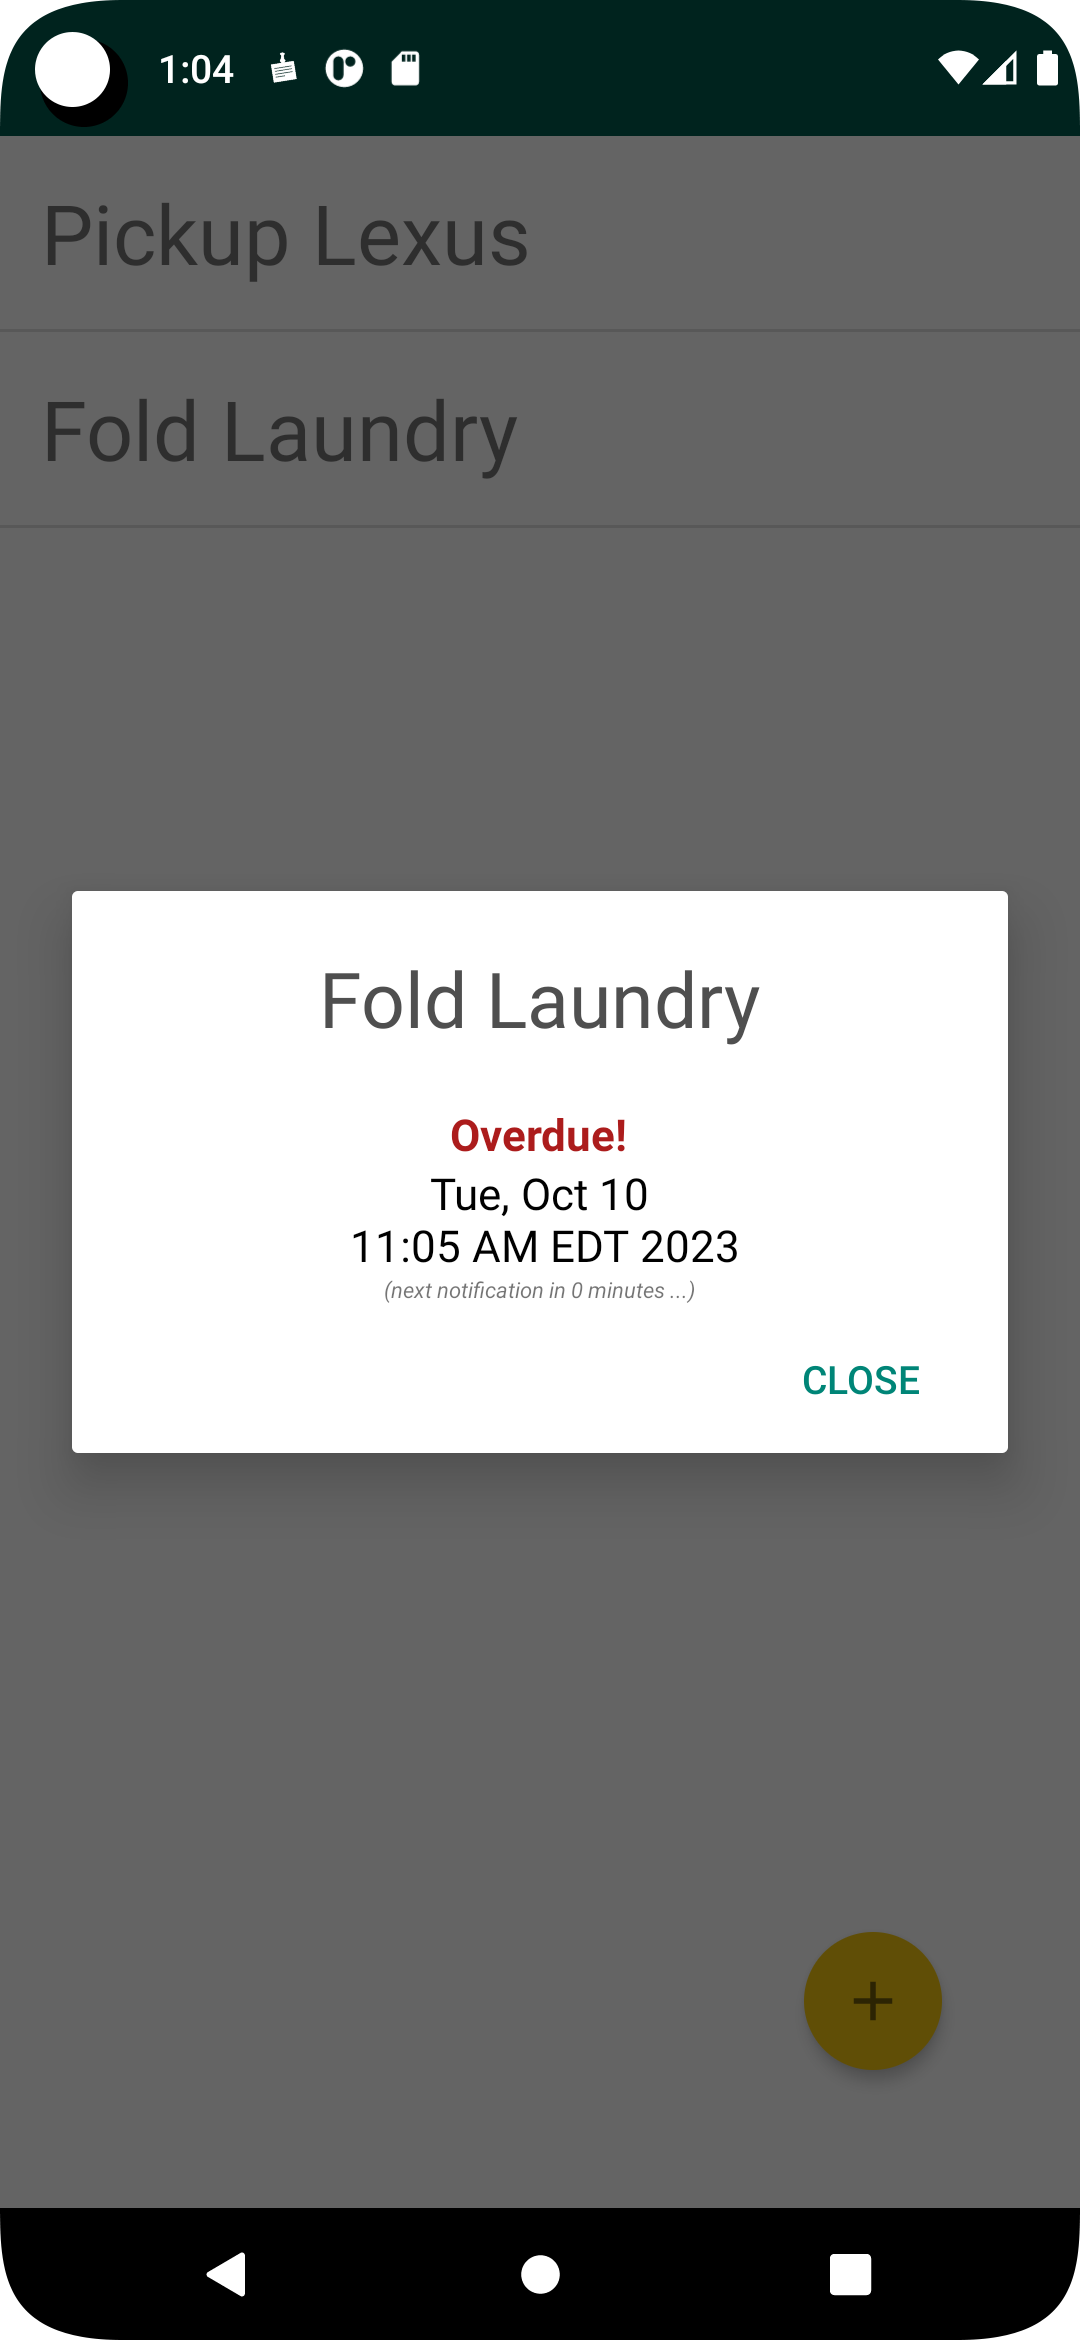 1:04
Pickup Lexus
Fold Laundry
Fold Laundry
Overdue!
Tue, Oct 10
11:05 AM EDT 2023
(next notification in 0 minutes ...)
CLOSE